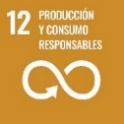 12 PRODUCCIÓN
Y CONSUMO
RESPONSABLES